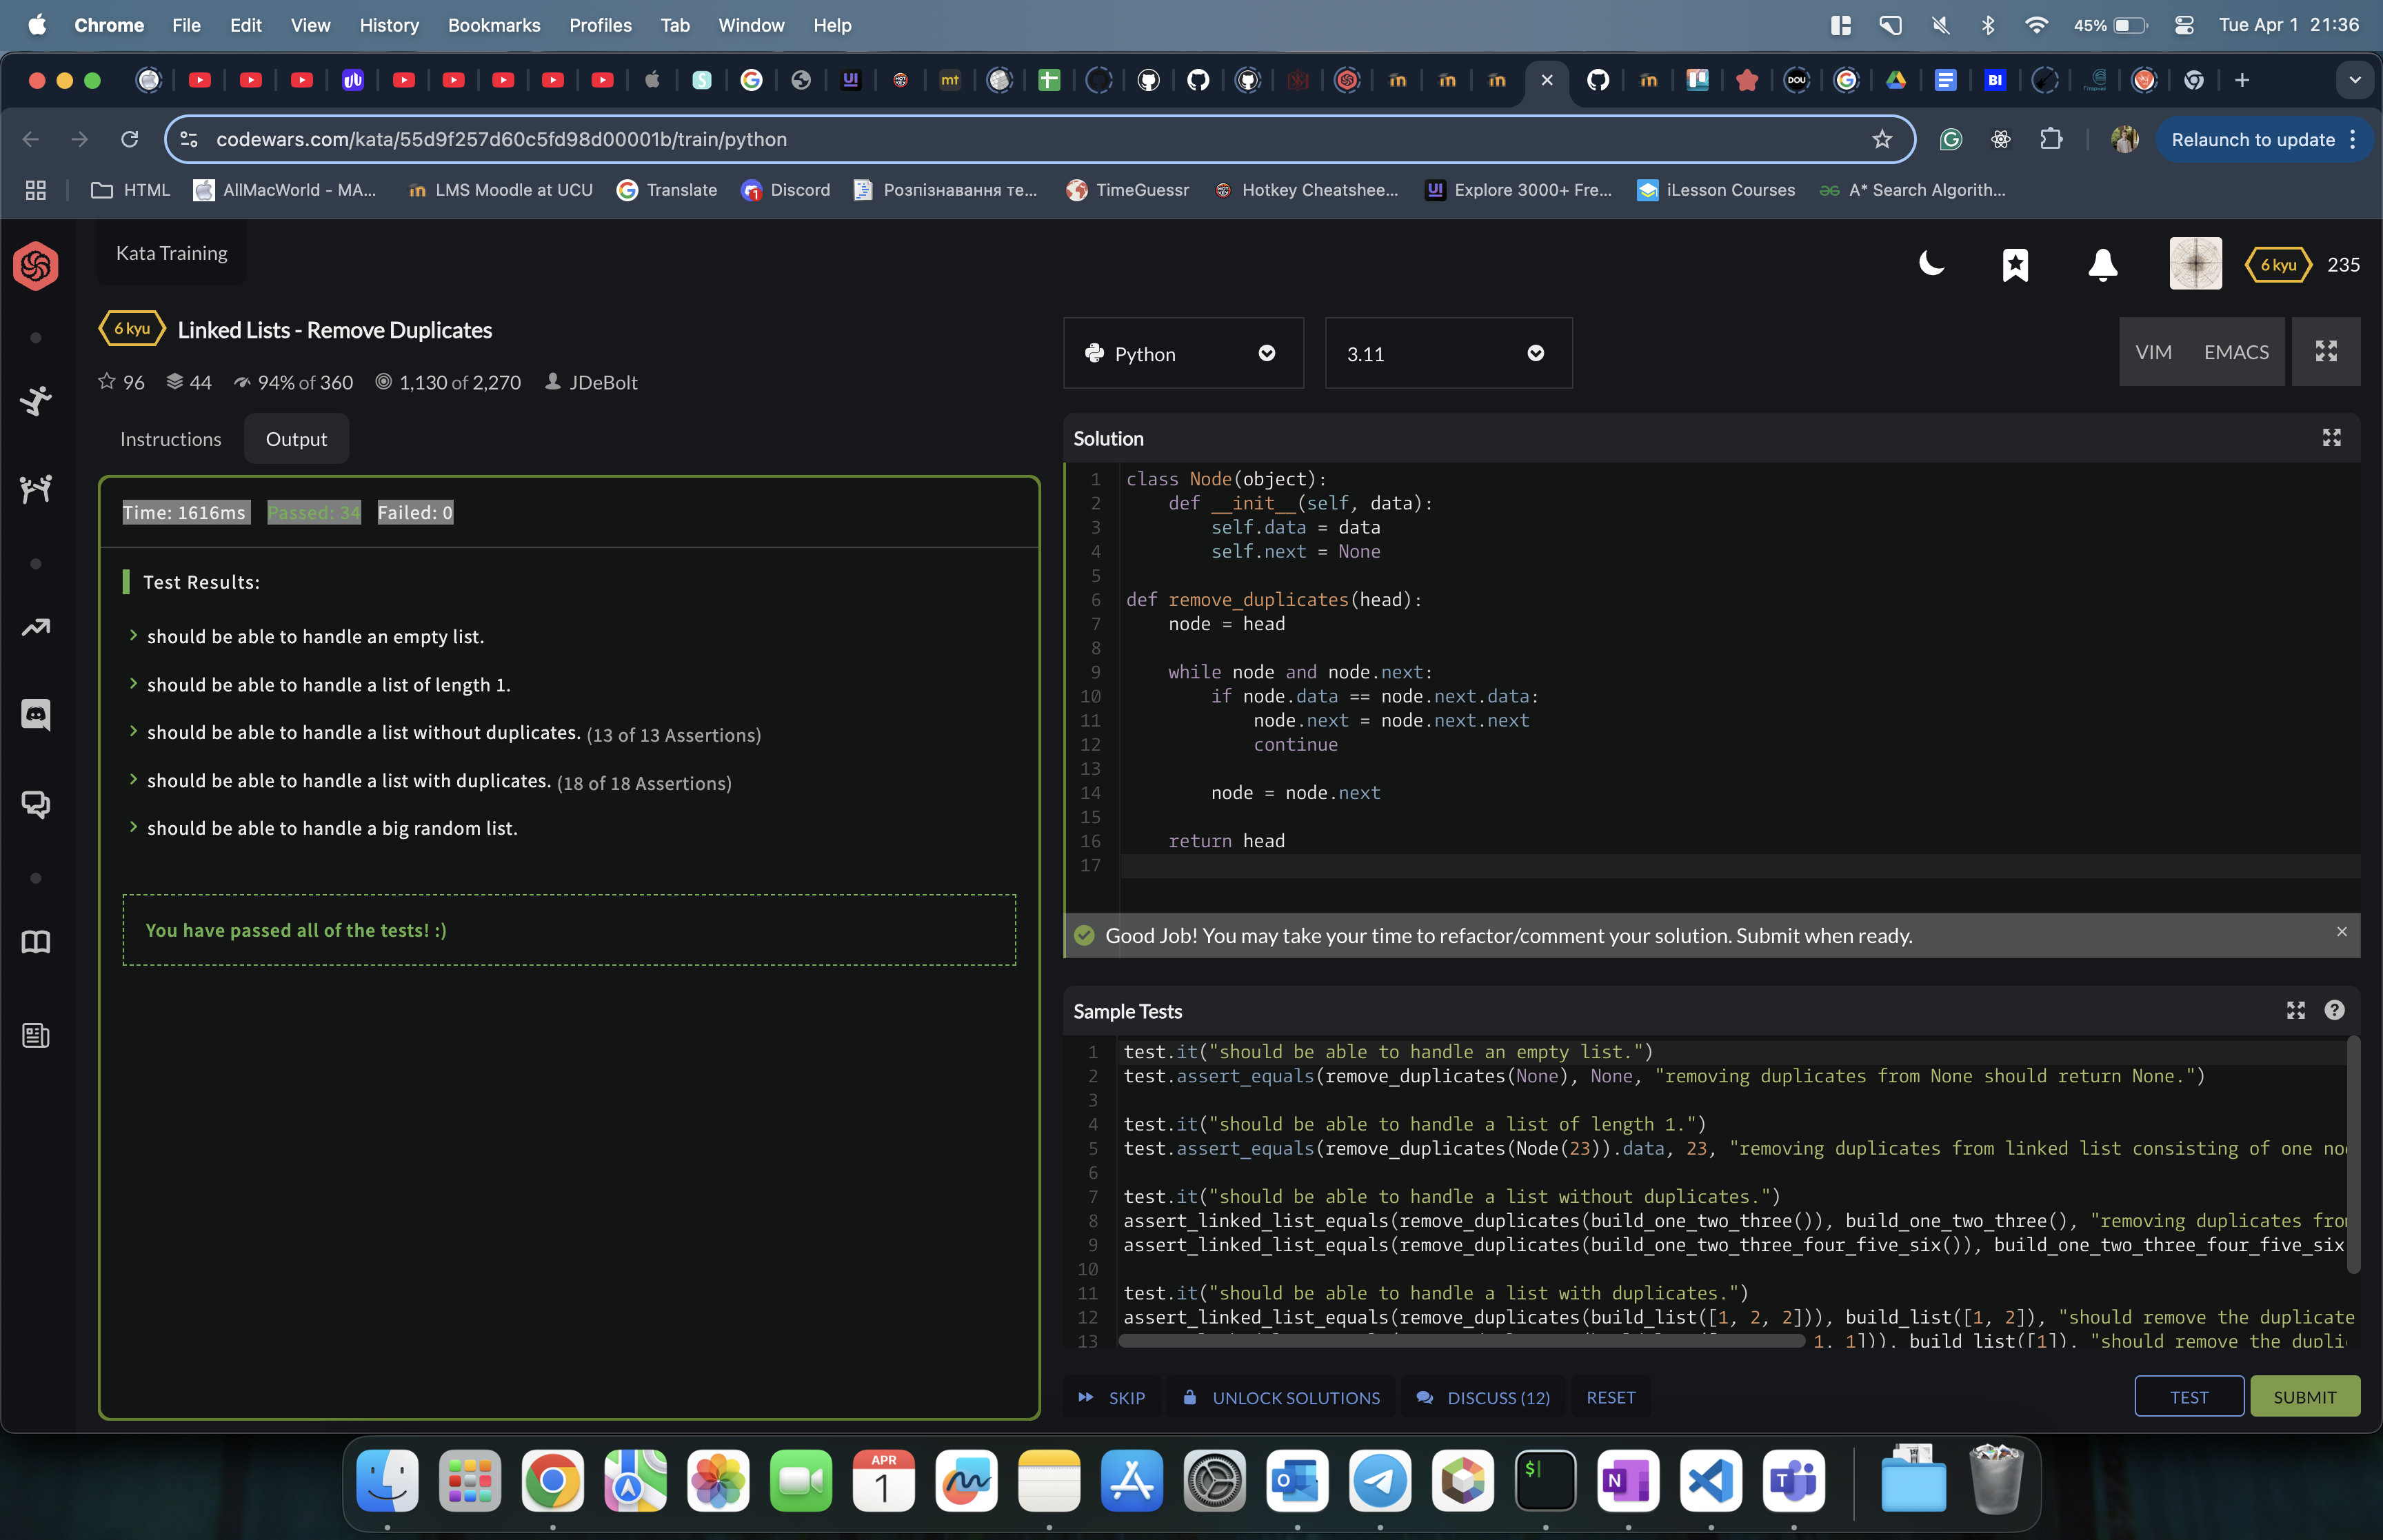 Chrome File Edit View History Bookmarks Profiles Tab Window Help 45% Tue Apr 1 21:36
codewars.com/kata/55d9f257d60c5fd98d00001b/train/python Relaunch to update
HTML AllMacWorld - MA... LMS Moodle at UCU Translate Discord Розпізнавання те... TimeGuessr Hotkey Cheatshee... Explore 3000+ Fre... iLesson Courses A* Search Algorith...
Kata Training
6 kyu 235
6 kyu Linked Lists - Remove Duplicates
96 44 94% of 360 1,130 of 2,270 JDeBolt
Instructions Output
Time: 1616ms Passed: 34 Failed: 0
Test Results:
should be able to handle an empty list.
should be able to handle a list of length 1.
should be able to handle a list without duplicates. (13 of 13 Assertions)
should be able to handle a list with duplicates. (18 of 18 Assertions)
should be able to handle a big random list.
You have passed all of the tests! :)
Python 3.11 VIM EMACS
Solution
1 class Node(object):
2 def __init__(self, data):
3 self.data = data
4 self.next = None
5
6 def remove_duplicates(head):
7 node = head
8
9 while node and node.next:
10 if node.data == node.next.data:
11 node.next = node.next.next
12 continue
13
14 node = node.next
15
16 return head
17
Good Job! You may take your time to refactor/comment your solution. Submit when ready.
Sample Tests
1 test.it("should be able to handle an empty list.")
2 test.assert_equals(remove_duplicates(None), None, "removing duplicates from None should return None.")
3
4 test.it("should be able to handle a list of length 1.")
5 test.assert_equals(remove_duplicates(Node(23)).data, 23, "removing duplicates from linked list consisting of one no
6
7 test.it("should be able to handle a list without duplicates.")
8 assert_linked_list_equals(remove_duplicates(build_one_two_three()), build_one_two_three(), "removing duplicates fro
9 assert_linked_list_equals(remove_duplicates(build_one_two_three_four_five_six()), build_one_two_three_four_five_six
10
11 test.it("should be able to handle a list with duplicates.")
12 assert_linked_list_equals(remove_duplicates(build_list([1, 2, 2])), build_list([1, 2]), "should remove the duplicate
13 1, 1])), build_list([1]), "should remove the dupli
SKIP UNLOCK SOLUTIONS DISCUSS (12) RESET TEST SUBMIT
APR
1